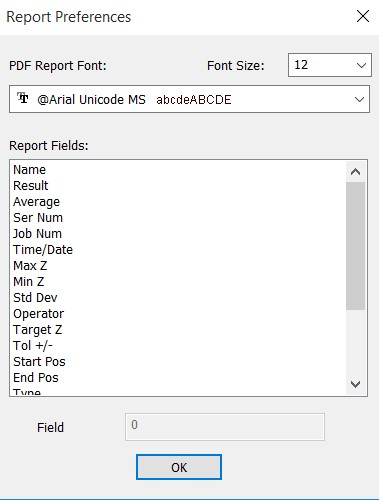 Report Preferences
PDF Report Font: Font Size: 12
@Arial Unicode MS abcdeABCDE
Report Fields:
Name
Result
Average
Ser Num
Job Num
Time/Date
Max Z
Min Z
Std Dev
Operator
Target Z
Tol +/-
Start Pos
End Pos
Type
Field 0
OK